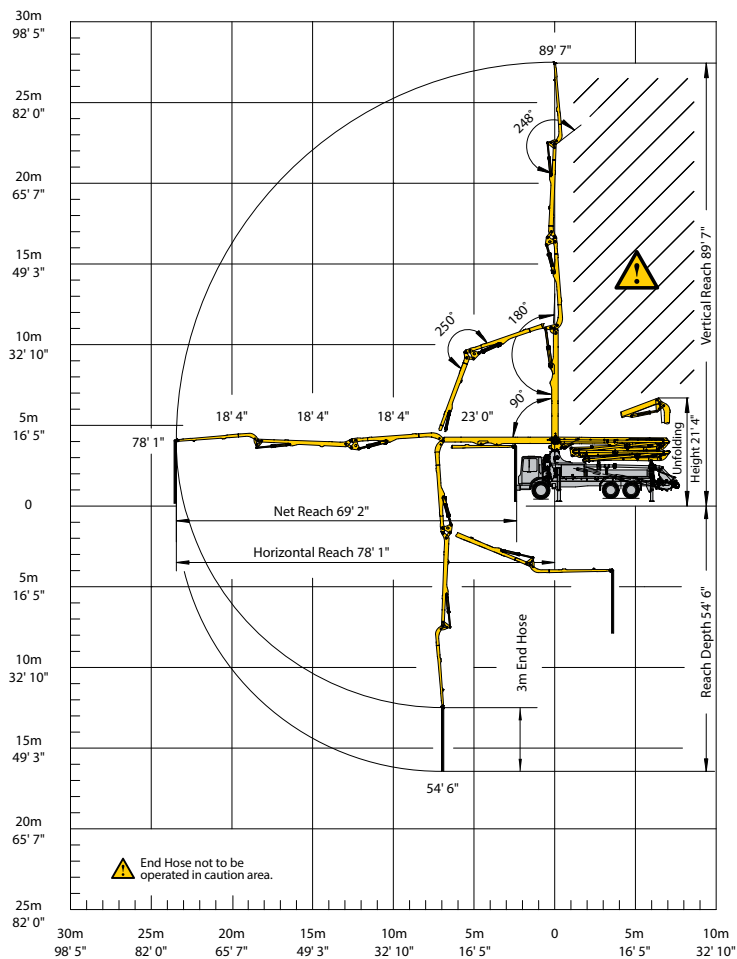 30m
98' 5"
89' 7"
25m
82' 0"
248°
20m
65' 7"
15m
49' 3"
Vertical Reach 89' 7"
10m
32' 10"
250°
180°
90°
5m
16' 5"
18' 4"
18' 4"
18' 4"
23' 0"
78' 1"
Unfolding
Height 21' 4"
0
Net Reach 69' 2"
Horizontal Reach 78' 1"
5m
16' 5"
Reach Depth 54' 6"
10m
32' 10"
3m End Hose
15m
49' 3"
54' 6"
20m
65' 7"
End Hose not to be
operated in caution area.
25m
82' 0"
30m 25m 20m 15m 10m 5m 0 5m 10m
98' 5" 82' 0" 65' 7" 49' 3" 32' 10" 16' 5" 16' 5" 32' 10"